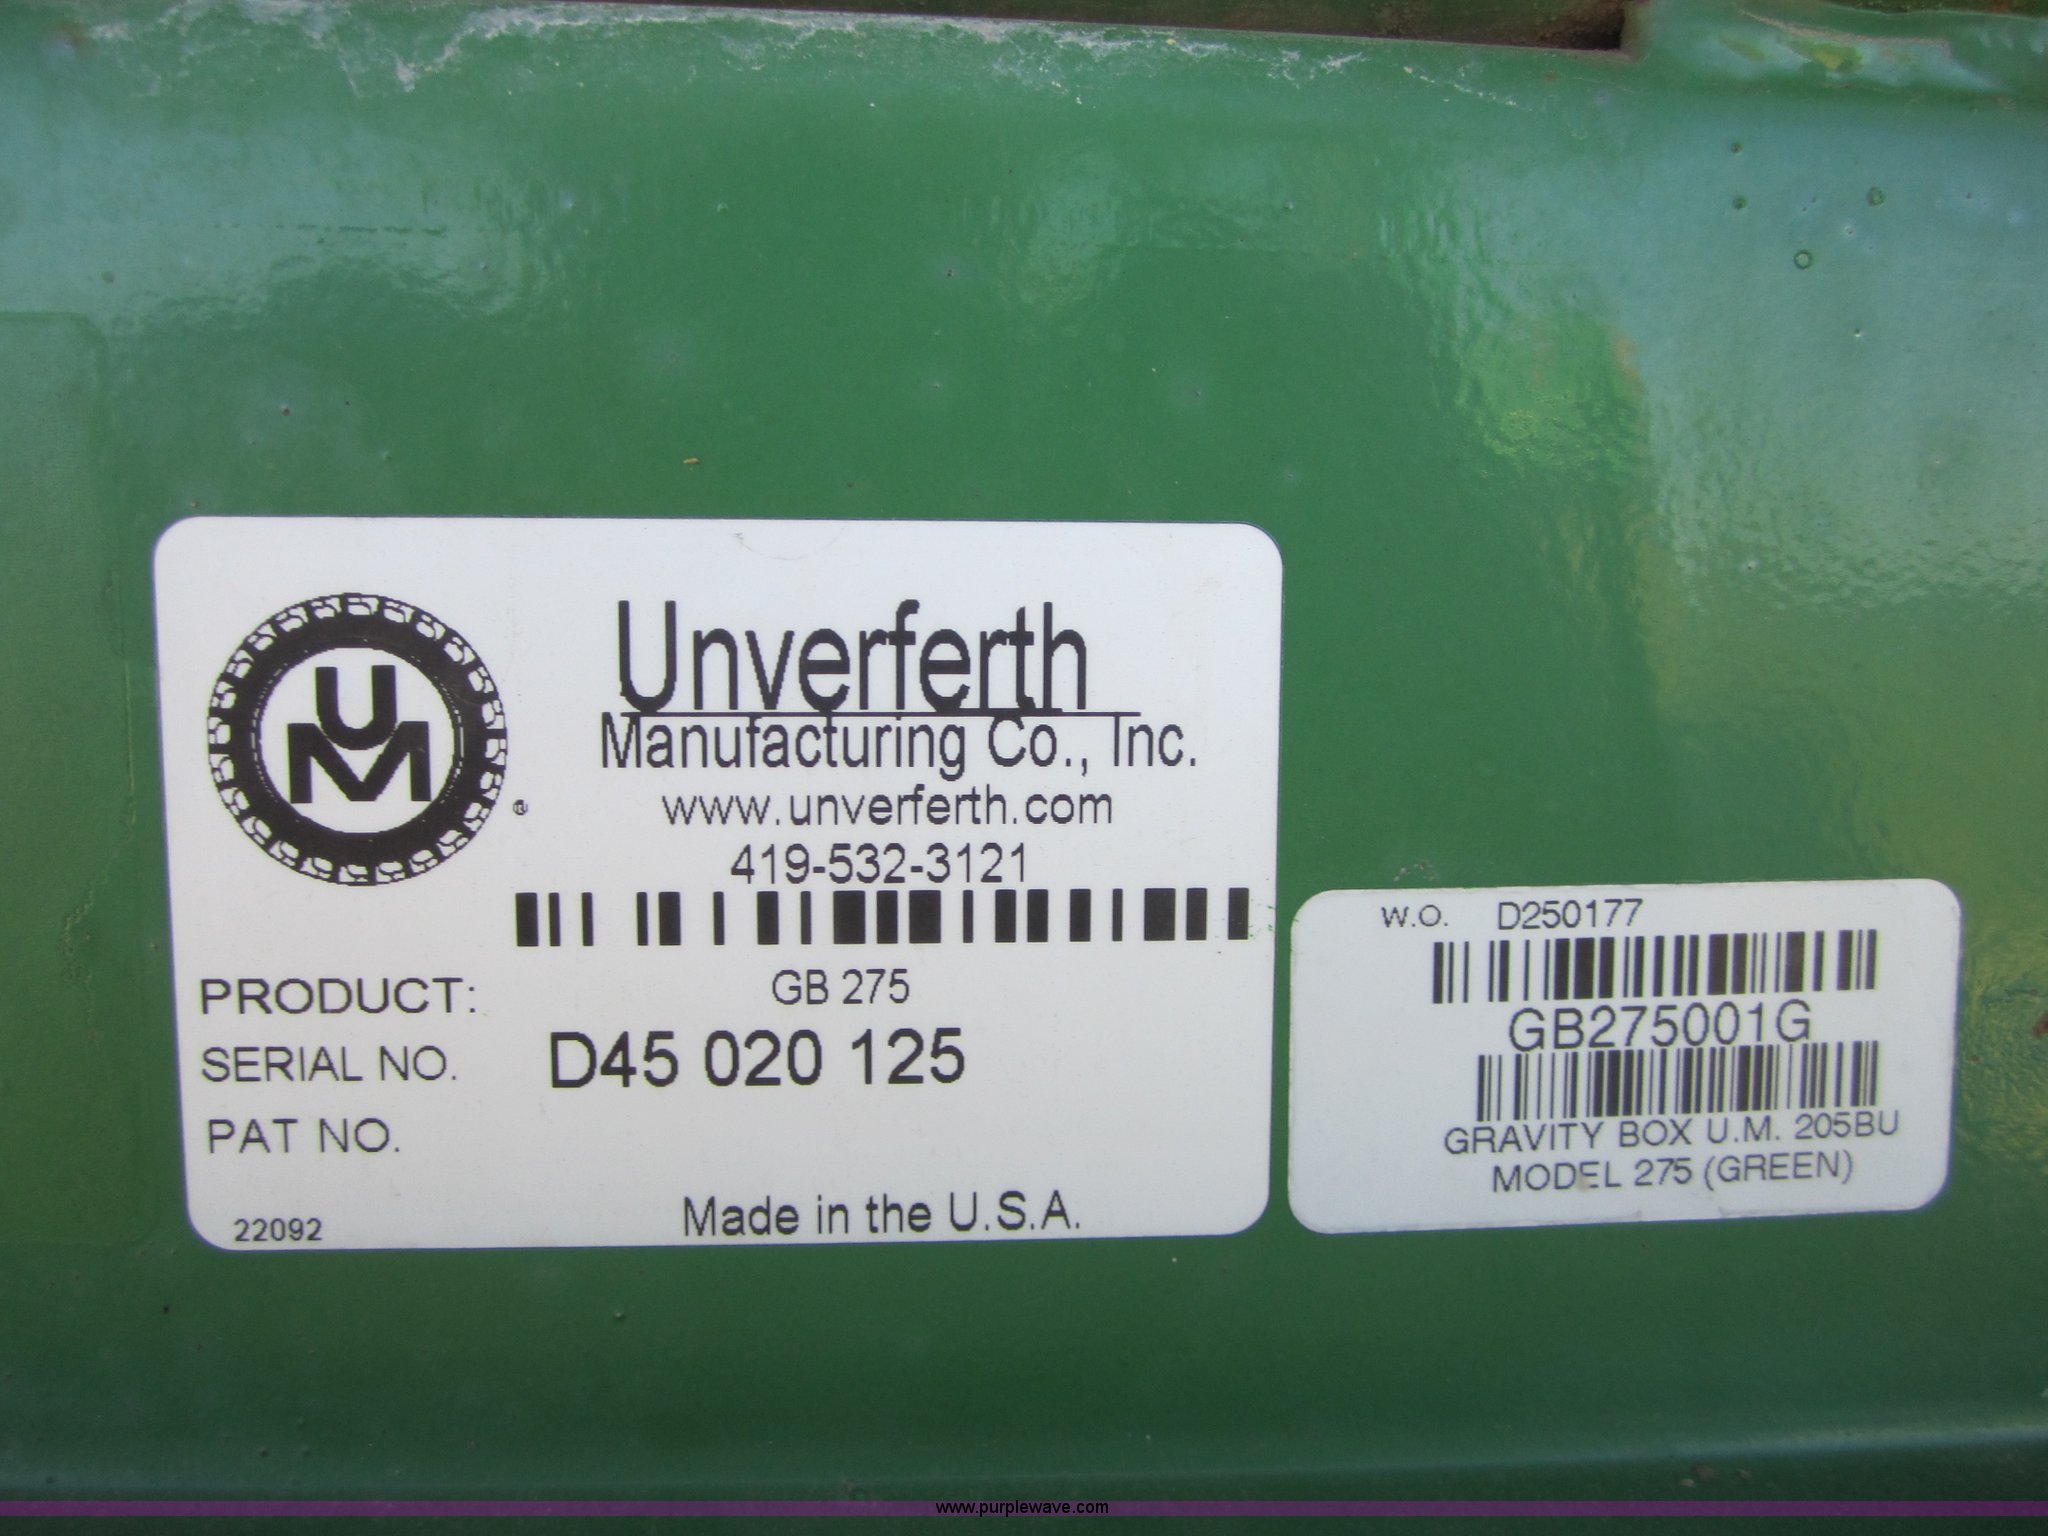 UM
®
Unverferth
Manufacturing Co., Inc.
www.unverferth.com
419-532-3121
PRODUCT: GB 275
SERIAL NO. D45 020 125
PAT NO.
22092 Made in the U.S.A.
W.O. D250177
GB275001G
GRAVITY BOX U.M. 205BU
MODEL 275 (GREEN)
www.purplewave.com